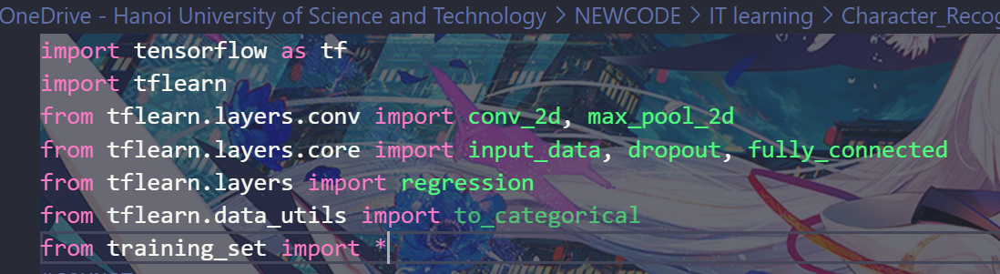 OneDrive - Hanoi University of Science and Technology > NEWCODE > IT learning >
import tensorflow as tf
import tflearn
from tflearn.layers.conv import conv_2d, max_pool_2d
from tflearn.layers.core import input_data, dropout, fully_connected
from tflearn.layers import regression
from tflearn.data_utils import to_categorical
from training_set import *